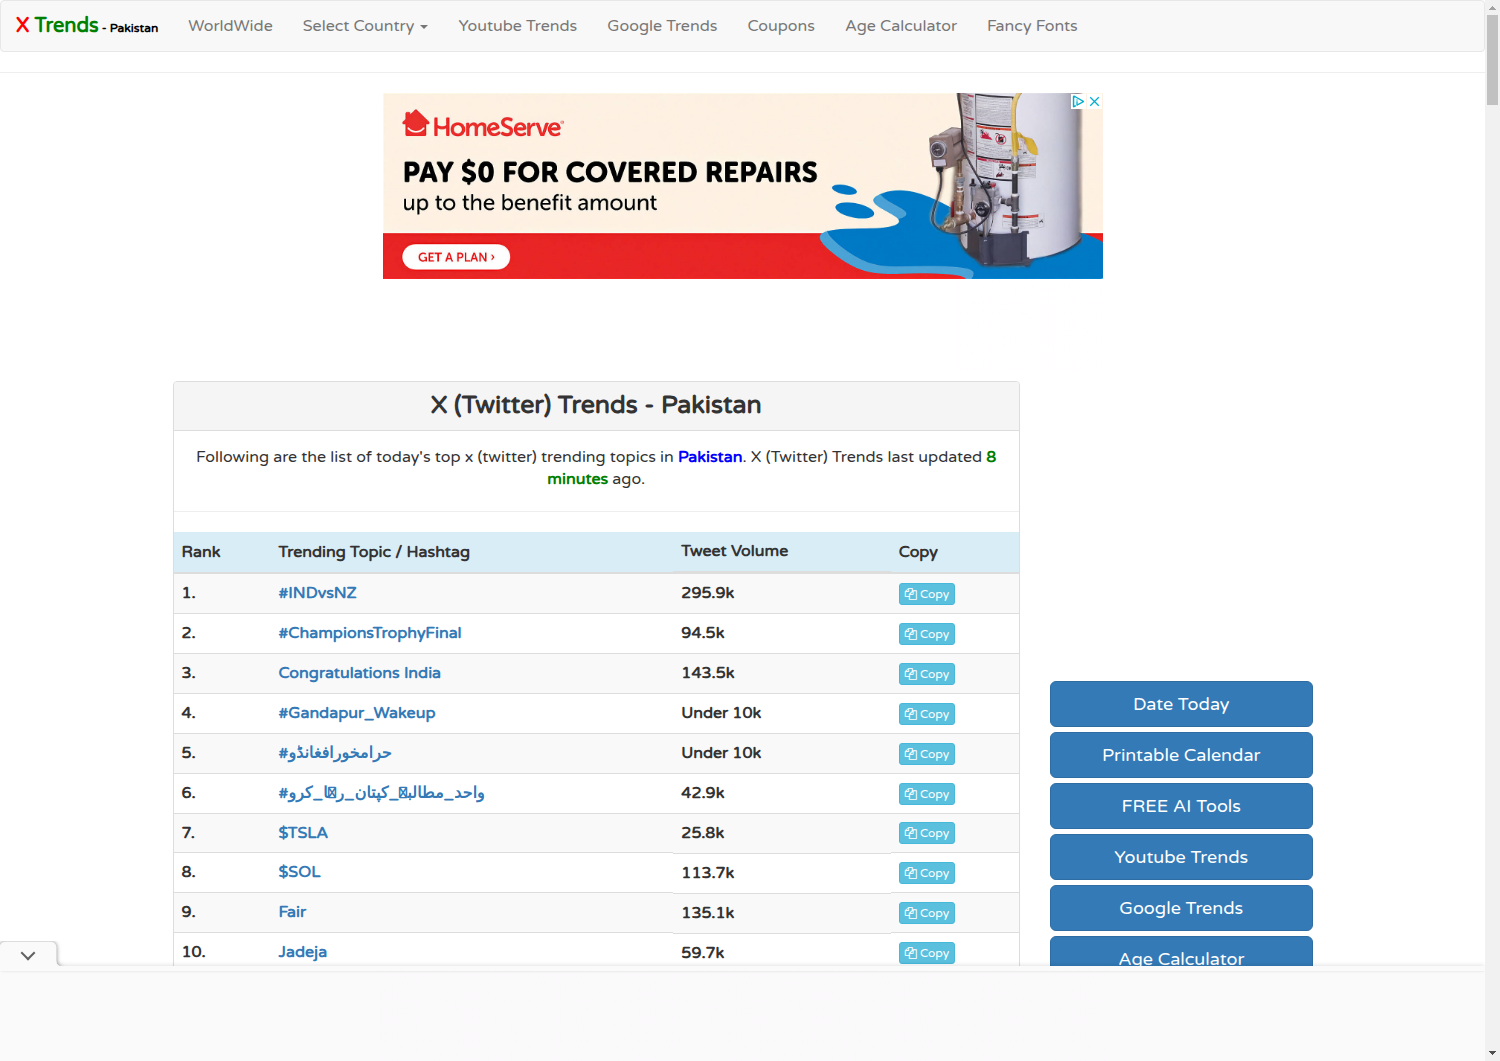 X Trends - Pakistan
WorldWide
Select Country
Youtube Trends
Google Trends
Coupons
Age Calculator
Fancy Fonts
HomeServe
PAY $0 FOR COVERED REPAIRS
up to the benefit amount
GET A PLAN ›
X (Twitter) Trends - Pakistan
Following are the list of today's top x (twitter) trending topics in Pakistan. X (Twitter) Trends last updated 8
minutes ago.
Rank Trending Topic / Hashtag Tweet Volume Copy
1. #INDvsNZ 295.9k Copy
2. #ChampionsTrophyFinal 94.5k Copy
3. Congratulations India 143.5k Copy
4. #Gandapur_Wakeup Under 10k Copy
5. #حرامخورافغانڈو Under 10k Copy
6. 42.9k Copy
7. $TSLA 25.8k Copy
8. $SOL 113.7k Copy
9. Fair 135.1k Copy
10. Jadeja 59.7k Copy
Date Today
Printable Calendar
FREE AI Tools
Youtube Trends
Google Trends
Age Calculator